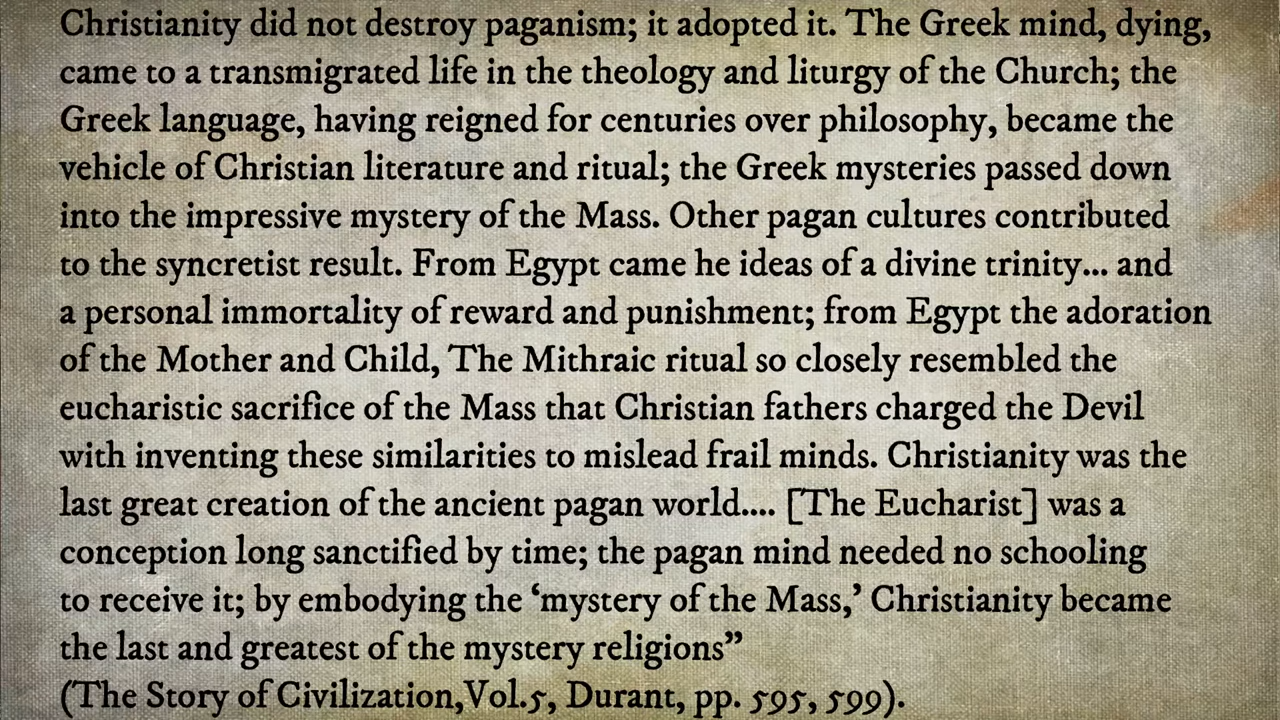 Christianity did not destroy paganism; it adopted it. The Greek mind, dying,
came to a transmigrated life in the theology and liturgy of the Church; the
Greek language, having reigned for centuries over philosophy, became the
vehicle of Christian literature and ritual; the Greek mysteries passed down
into the impressive mystery of the Mass. Other pagan cultures contributed
to the syncretist result. From Egypt came he ideas of a divine trinity... and
a personal immortality of reward and punishment; from Egypt the adoration
of the Mother and Child, The Mithraic ritual so closely resembled the
eucharistic sacrifice of the Mass that Christian fathers charged the Devil
with inventing these similarities to mislead frail minds. Christianity was the
last great creation of the ancient pagan world.... [The Eucharist] was a
conception long sanctified by time; the pagan mind needed no schooling
to receive it; by embodying the ‘mystery of the Mass,’ Christianity became
the last and greatest of the mystery religions”
(The Story of Civilization,Vol.5, Durant, pp. 595, 599).